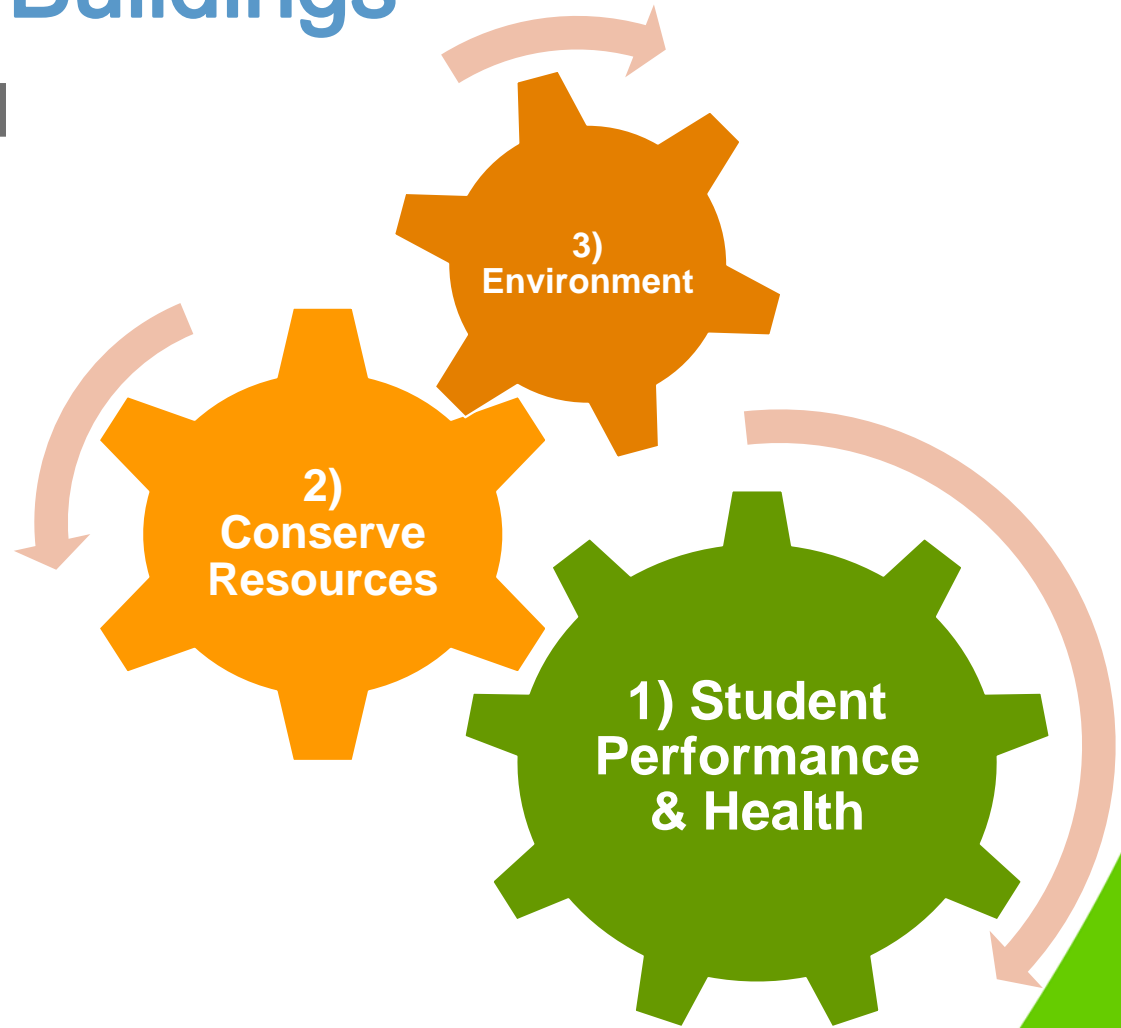 Buildings
3)
Environment
2)
Conserve
Resources
1) Student
Performance
& Health